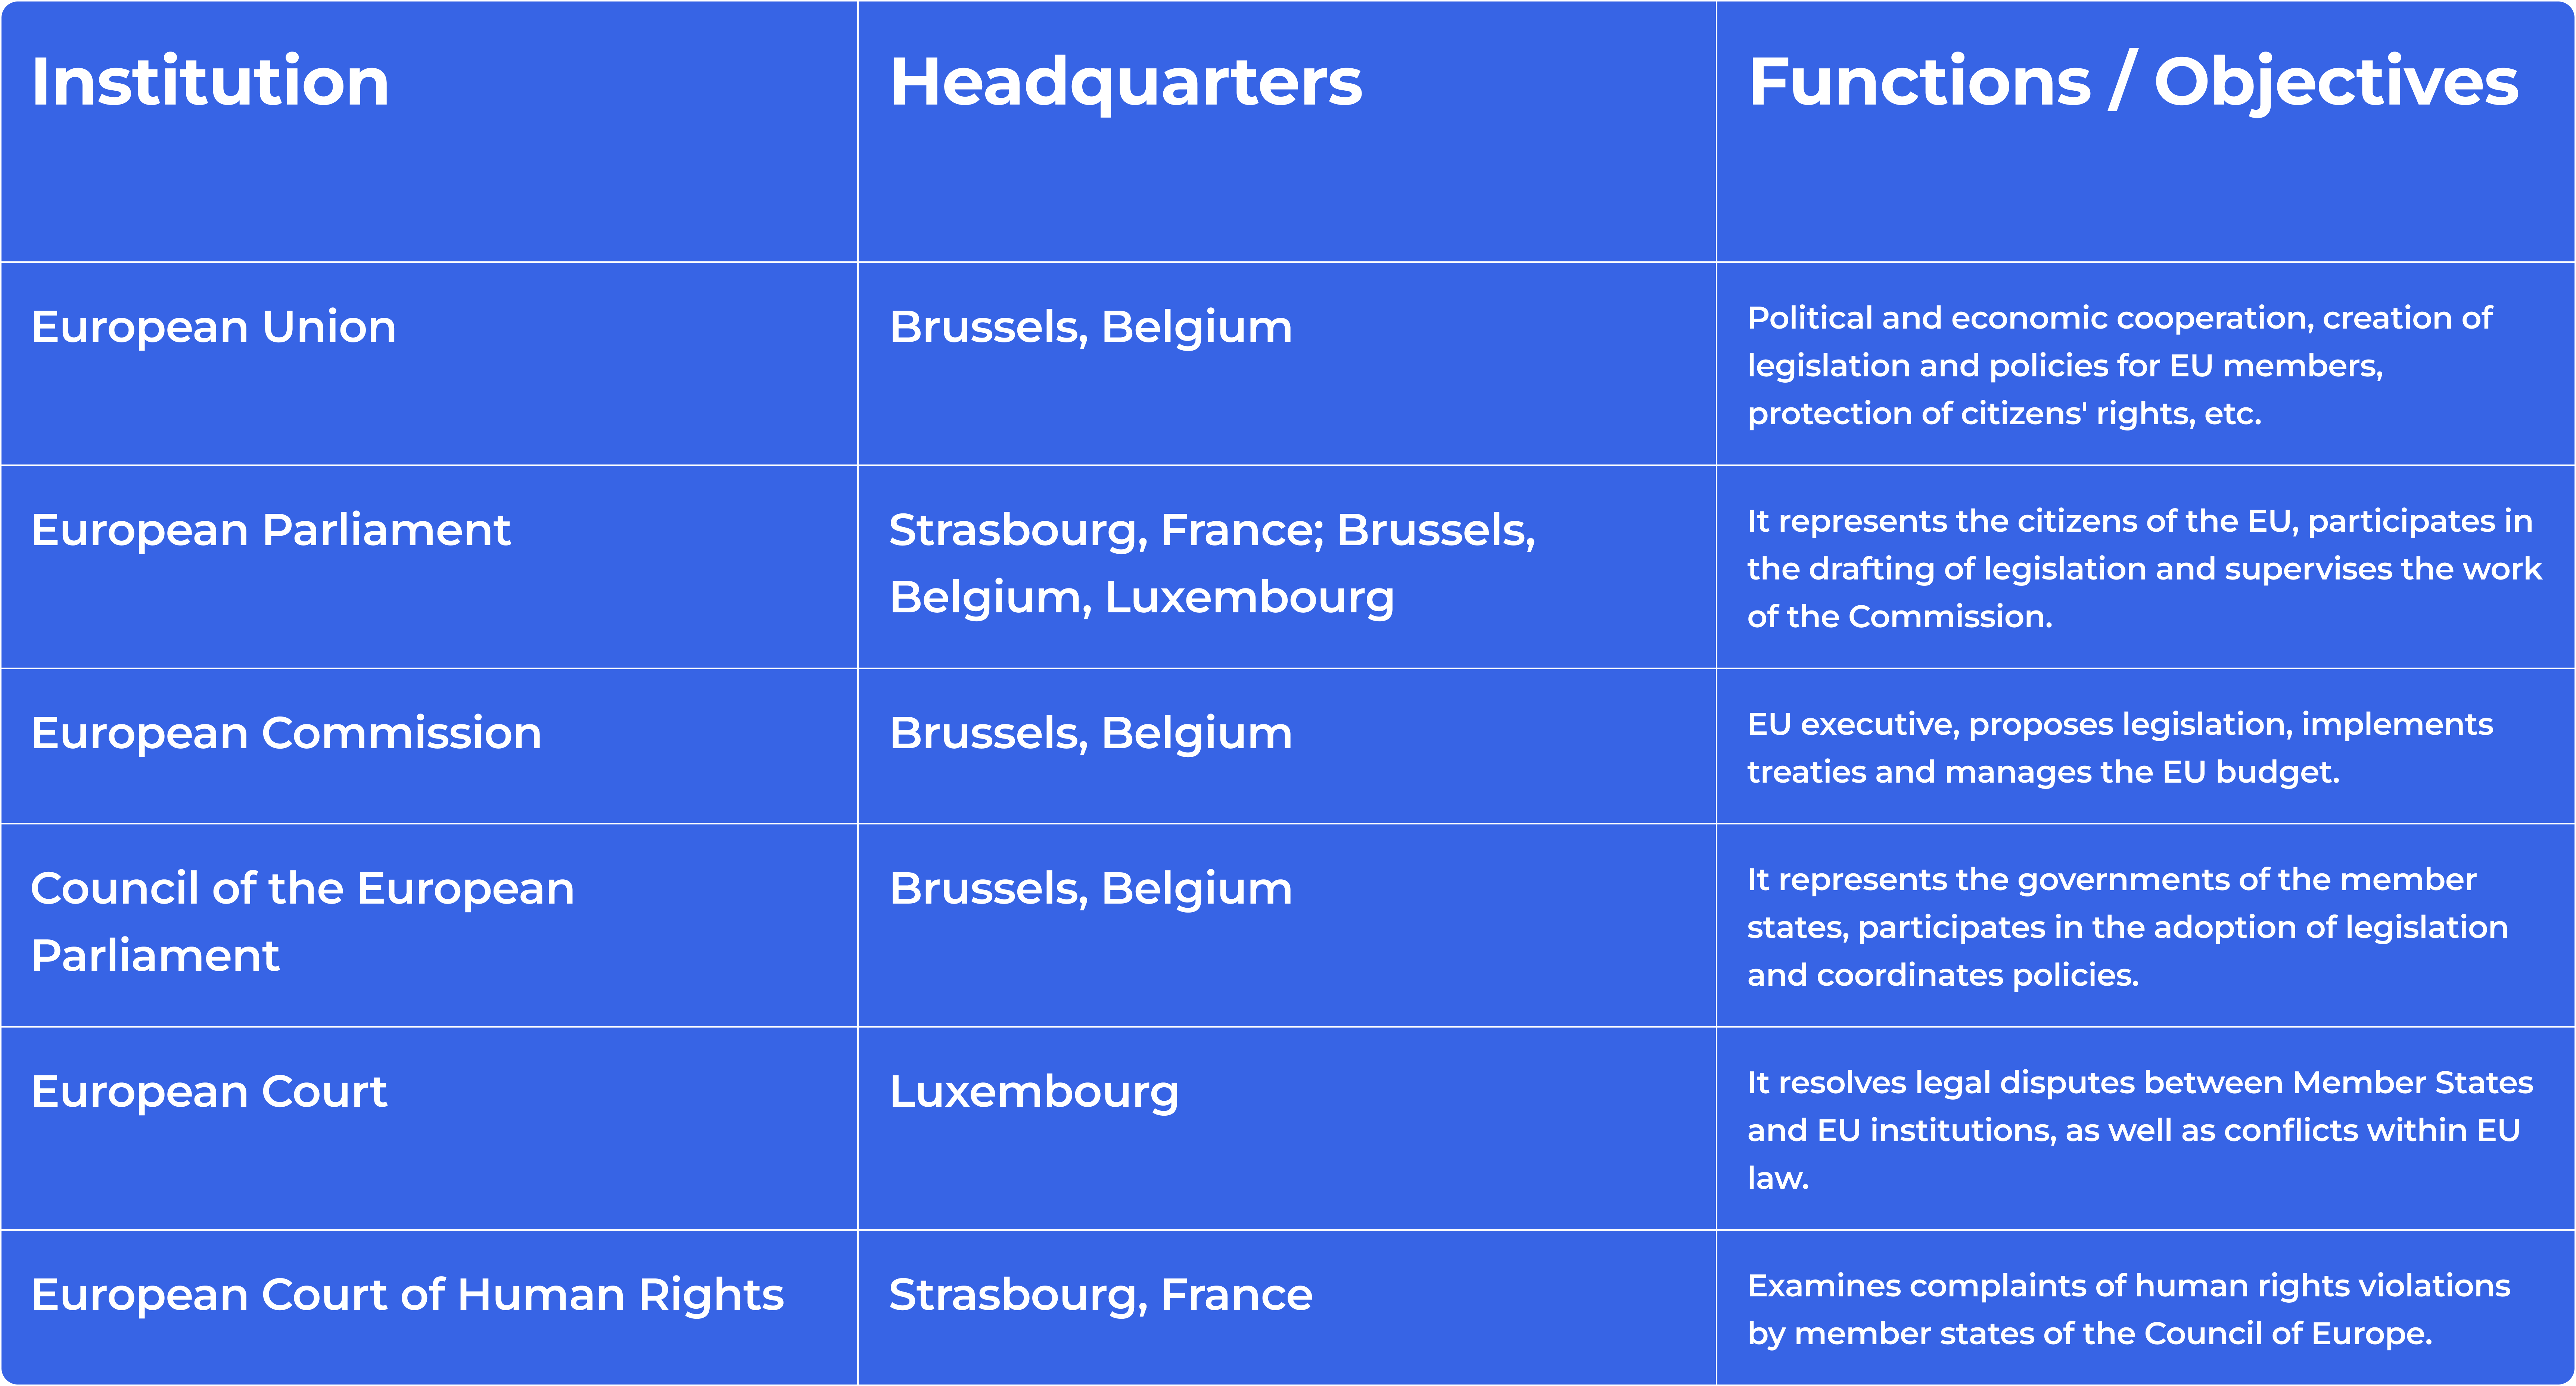 Institution
Headquarters
Functions / Objectives
European Union
Brussels, Belgium
Political and economic cooperation, creation of
legislation and policies for EU members,
protection of citizens' rights, etc.
European Parliament
Strasbourg, France; Brussels,
Belgium, Luxembourg
It represents the citizens of the EU, participates in
the drafting of legislation and supervises the work
of the Commission.
European Commission
Brussels, Belgium
EU executive, proposes legislation, implements
treaties and manages the EU budget.
Council of the European
Parliament
Brussels, Belgium
It represents the governments of the member
states, participates in the adoption of legislation
and coordinates policies.
European Court
Luxembourg
It resolves legal disputes between Member States
and EU institutions, as well as conflicts within EU
law.
European Court of Human Rights
Strasbourg, France
Examines complaints of human rights violations
by member states of the Council of Europe.